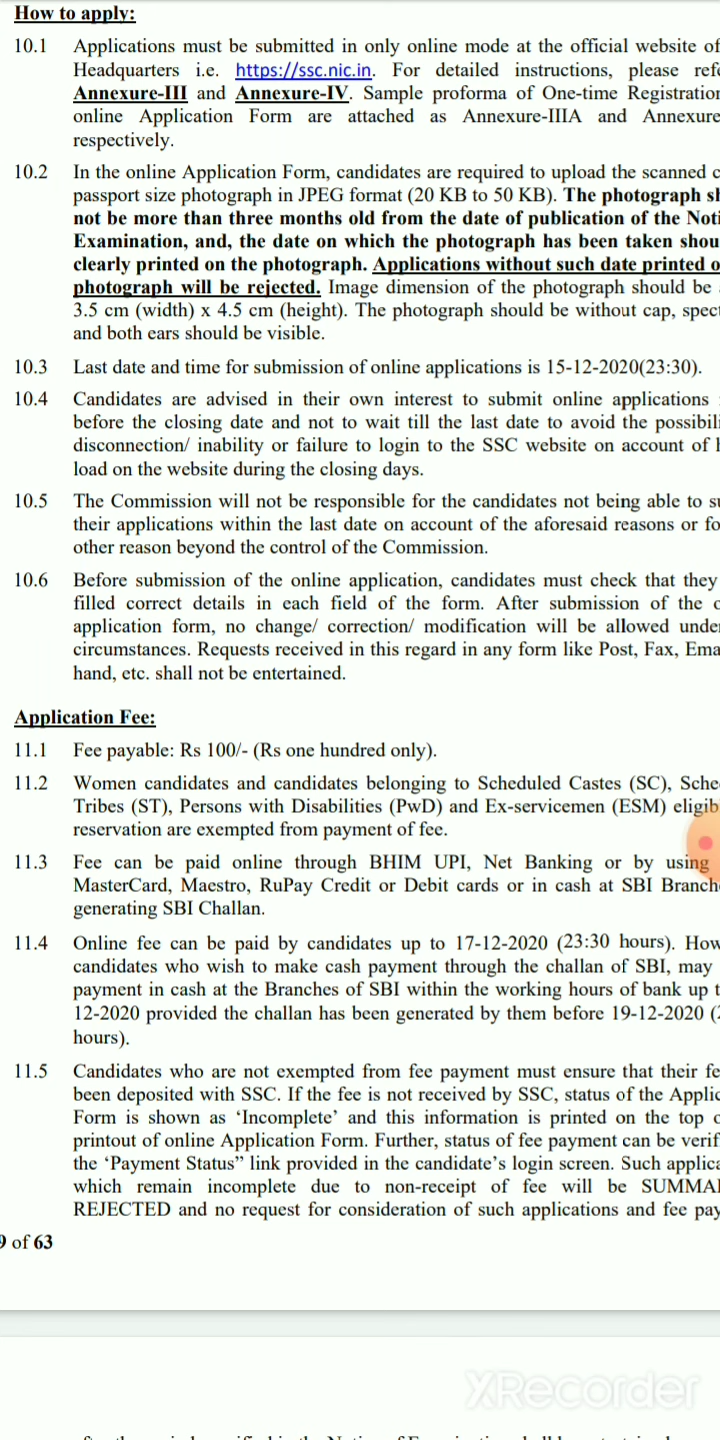 How to apply:
10.1 Applications must be submitted in only online mode at the official website of
Headquarters i.e. https://ssc.nic.in. For detailed instructions, please
Annexure-III and Annexure-IV. Sample proforma of One-time Registration
online Application Form are attached as Annexure-IIIA and Annexure
respectively.
10.2 In the online Application Form, candidates are required to upload the scanned
passport size photograph in JPEG format (20 KB to 50 KB). The photograph
not be more than three months old from the date of publication of the
Examination, and, the date on which the photograph has been taken
clearly printed on the photograph. Applications without such date printed
photograph will be rejected. Image dimension of the photograph should be
3.5 cm (width) x 4.5 cm (height). The photograph should be without cap,
and both ears should be visible.
10.3 Last date and time for submission of online applications is 15-12-2020(23:30).
10.4 Candidates are advised in their own interest to submit online applications
before the closing date and not to wait till the last date to avoid the
disconnection/ inability or failure to login to the SSC website on account of
load on the website during the closing days.
10.5 The Commission will not be responsible for the candidates not being able to
their applications within the last date on account of the aforesaid reasons or
other reason beyond the control of the Commission.
10.6 Before submission of the online application, candidates must check that they
filled correct details in each field of the form. After submission of the
application form, no change/ correction/ modification will be allowed
circumstances. Requests received in this regard in any form like Post, Fax,
hand, etc. shall not be entertained.
Application Fee:
11.1 Fee payable: Rs 100/- (Rs one hundred only).
11.2 Women candidates and candidates belonging to Scheduled Castes (SC),
Tribes (ST), Persons with Disabilities (PwD) and Ex-servicemen (ESM)
reservation are exempted from payment of fee.
11.3 Fee can be paid online through BHIM UPI, Net Banking or by using
MasterCard, Maestro, RuPay Credit or Debit cards or in cash at SBI
generating SBI Challan.
11.4 Online fee can be paid by candidates up to 17-12-2020 (23:30 hours).
candidates who wish to make cash payment through the challan of SBI, may
payment in cash at the Branches of SBI within the working hours of bank up
12-2020 provided the challan has been generated by them before 19-12-2020
hours).
11.5 Candidates who are not exempted from fee payment must ensure that their
been deposited with SSC. If the fee is not received by SSC, status of the
Form is shown as ‘Incomplete’ and this information is printed on the top
printout of online Application Form. Further, status of fee payment can be
the ‘Payment Status” link provided in the candidate’s login screen. Such
which remain incomplete due to non-receipt of fee will be
REJECTED and no request for consideration of such applications and fee
9 of 63
XRecorder